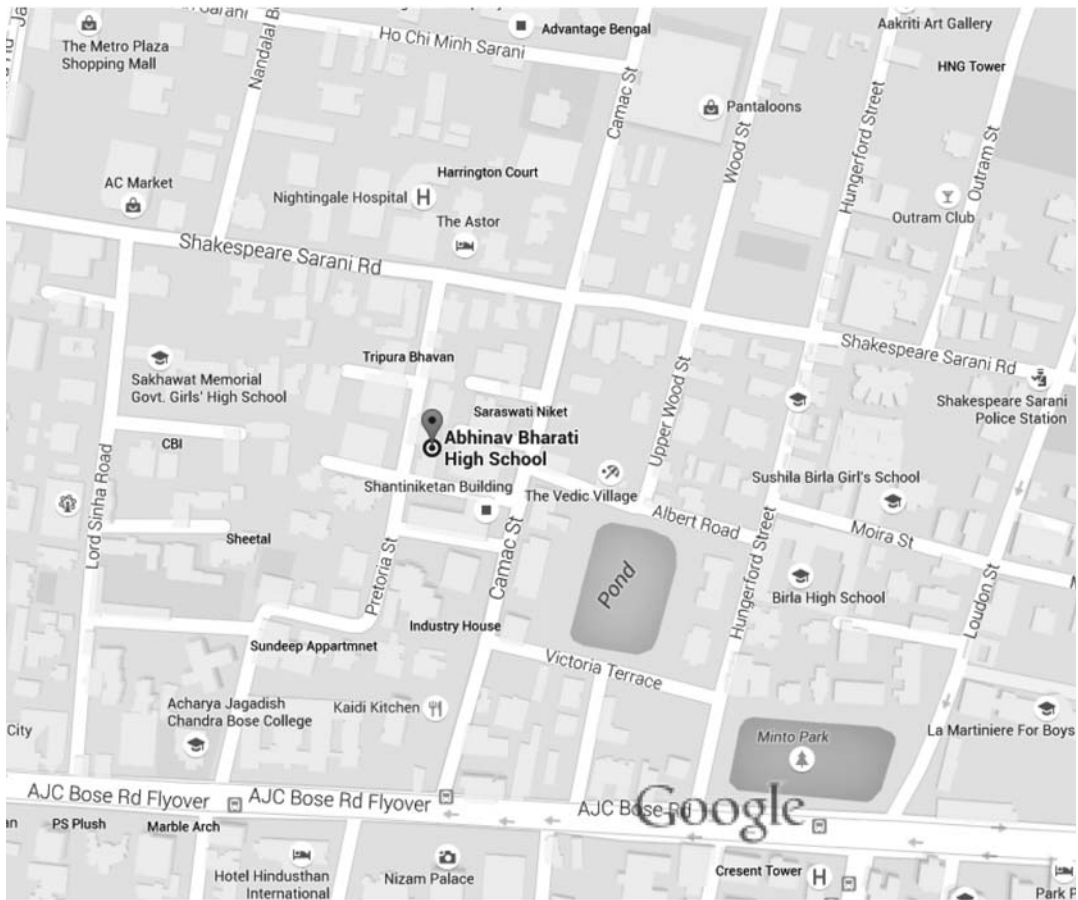 Sarani
Ho Chi Minh Sarani
Advantage Bengal
Aakriti Art Gallery
The Metro Plaza
Shopping Mall
Nandalal B
HNG Tower
Camac St
Pantaloons
Wood St
Hungerford Street
Outram St
AC Market
Harrington Court
Nightingale Hospital
H
Outram Club
The Astor
Shakespeare Sarani Rd
Shakespeare Sarani Rd
Tripura Bhavan
Sakhawat Memorial
Govt. Girls' High School
Saraswati Niket
Shakespeare Sarani
Police Station
Upper Wood St
CBI
Abhinav Bharati
High School
Sushila Birla Girl's School
Lord Sinha Road
Shantiniketan Building
The Vedic Village
Albert Road
Moira St
Sheetal
Camac St
Pretoria St
Pond
Hungerford Street
Birla High School
Loudon St
Industry House
Sundeep Appartmnet
Victoria Terrace
Acharya Jagadish
Chandra Bose College
Kaidi Kitchen
City
La Martiniere For Boys
Minto Park
AJC Bose Rd Flyover
AJC Bose Rd Flyover
AJC Bose Rd
Google
an
PS Plush
Marble Arch
Hotel Hindusthan
International
Nizam Palace
Cresent Tower
H
Park P